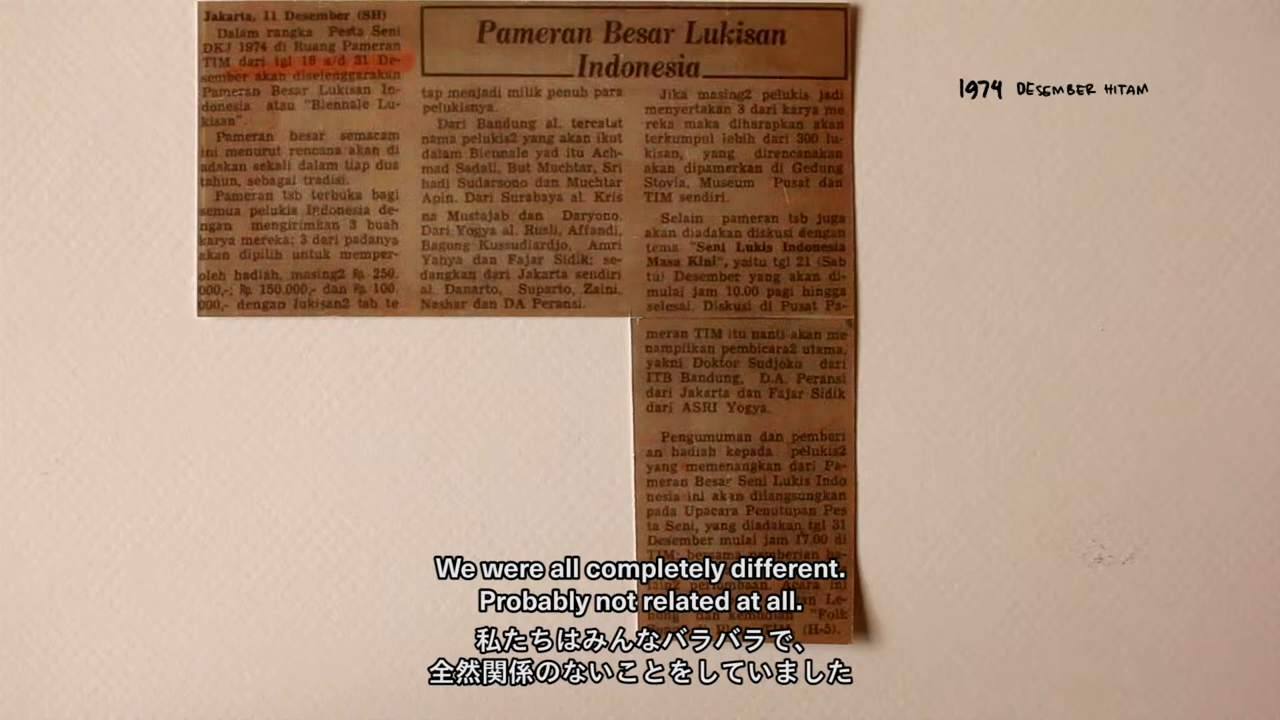 Jakarta, 11 Desember (SH)
Dalam rangka Pesta Seni
DKJ 1974 di Ruang Pameran
TIM dari tgl 18 s/d 31 De-
sember akan diselenggarakan
Pameran Besar Lukisan In-
donesia atau "Biennale Lu-
kisan".
Pameran besar semacam
ini menurut rencana akan di
adakan sekali dalam tiap dua
tahun, sebagai tradisi.
Pameran tsb terbuka bagi
semua pelukis Indonesia de-
ngan mengirimkan 3 buah
karya mereka; 3 dari padanya
akan dipilih untuk memper-
oleh hadiah, masing2 Rp 250.
000,-; Rp 150.000,- dan Rp 100.
000,- dengan lukisan2 tsb te
Pameran Besar Lukisan
Indonesia
tap menjadi milik penuh para
pelukisnya.
Dari Bandung al. tercatat
nama pelukis2 yang akan ikut
dalam Biennale yad itu Ach-
mad Sadali, But Muchtar, Sri
hadi Sudarsono dan Muchtar
Apin. Dari Surabaya al. Kris
na Mustajab dan Daryono.
Dari Yogya al. Rusli, Affandi,
Bagong Kussudiardjo, Amri
Yahya dan Fajar Sidik; se-
dangkan dari Jakarta sendiri
al. Danarto, Suparto, Zaini,
Nashar dan DA Peransi.
Jika masing2 pelukis jadi
menyertakan 3 dari karya me
reka maka diharapkan akan
terkumpul lebih dari 300 lu-
kisan, yang direncanakan
akan dipamerkan di Gedung
Stovia, Museum Pusat dan
TIM sendiri.
Selain pameran tsb juga
akan diadakan diskusi dengan
tema "Seni Lukis Indonesia
Masa Kini", yaitu tgl 21 (Sab
tu) Desember yang akan di-
mulai jam 10.00 pagi hingga
selesai. Diskusi di Pusat Pa-
meran TIM itu nanti akan me
nampilkan pembicara2 utama,
yakni Doktor Sudjoko dari
ITB Bandung, D.A. Peransi
dari Jakarta dan Fajar Sidik
dari ASRI Yogya.
Pengumuman dan pemberi
an hadiah kepada pelukis2
yang memenangkan dari Pa-
meran Besar Seni Lukis Indo
nesia ini akan dilangsungkan
pada Upacara Penutupan Pes
ta Seni, yang diadakan tgl 31
Desember mulai jam 17.00 di
TIM; bersama pemberian ha-
1974 DESEMBER HITAM
We were all completely different.
Probably not related at all.
私たちはみんなバラバラで、
全然関係のないことをしていました